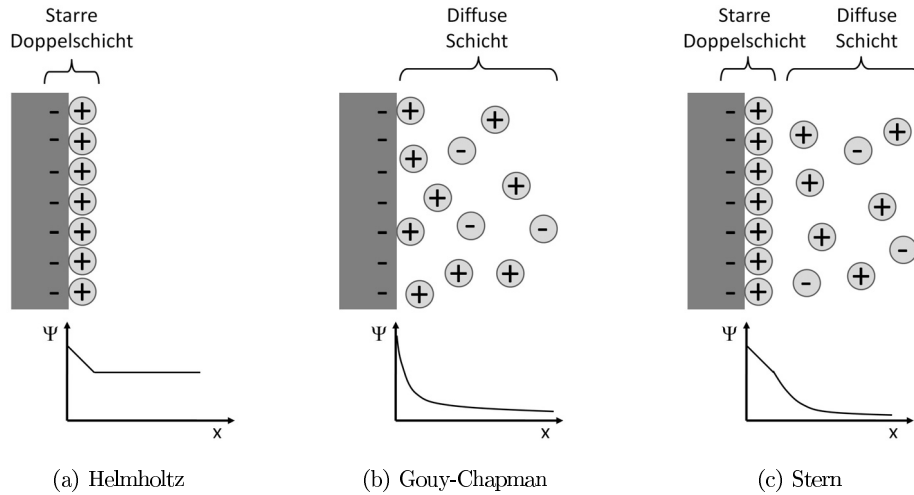 Starre
Doppelschicht
Diffuse
Schicht
Starre
Doppelschicht
Diffuse
Schicht
- +
- +
- +
- +
- +
- +
- +
- + +
- -
+
- +
- + +
- + - -
- + +
- +
- + + +
- + -
- + +
- + +
- + + -
- + +
- + - +
Ψ
x
Ψ
x
Ψ
x
(a) Helmholtz
(b) Gouy-Chapman
(c) Stern